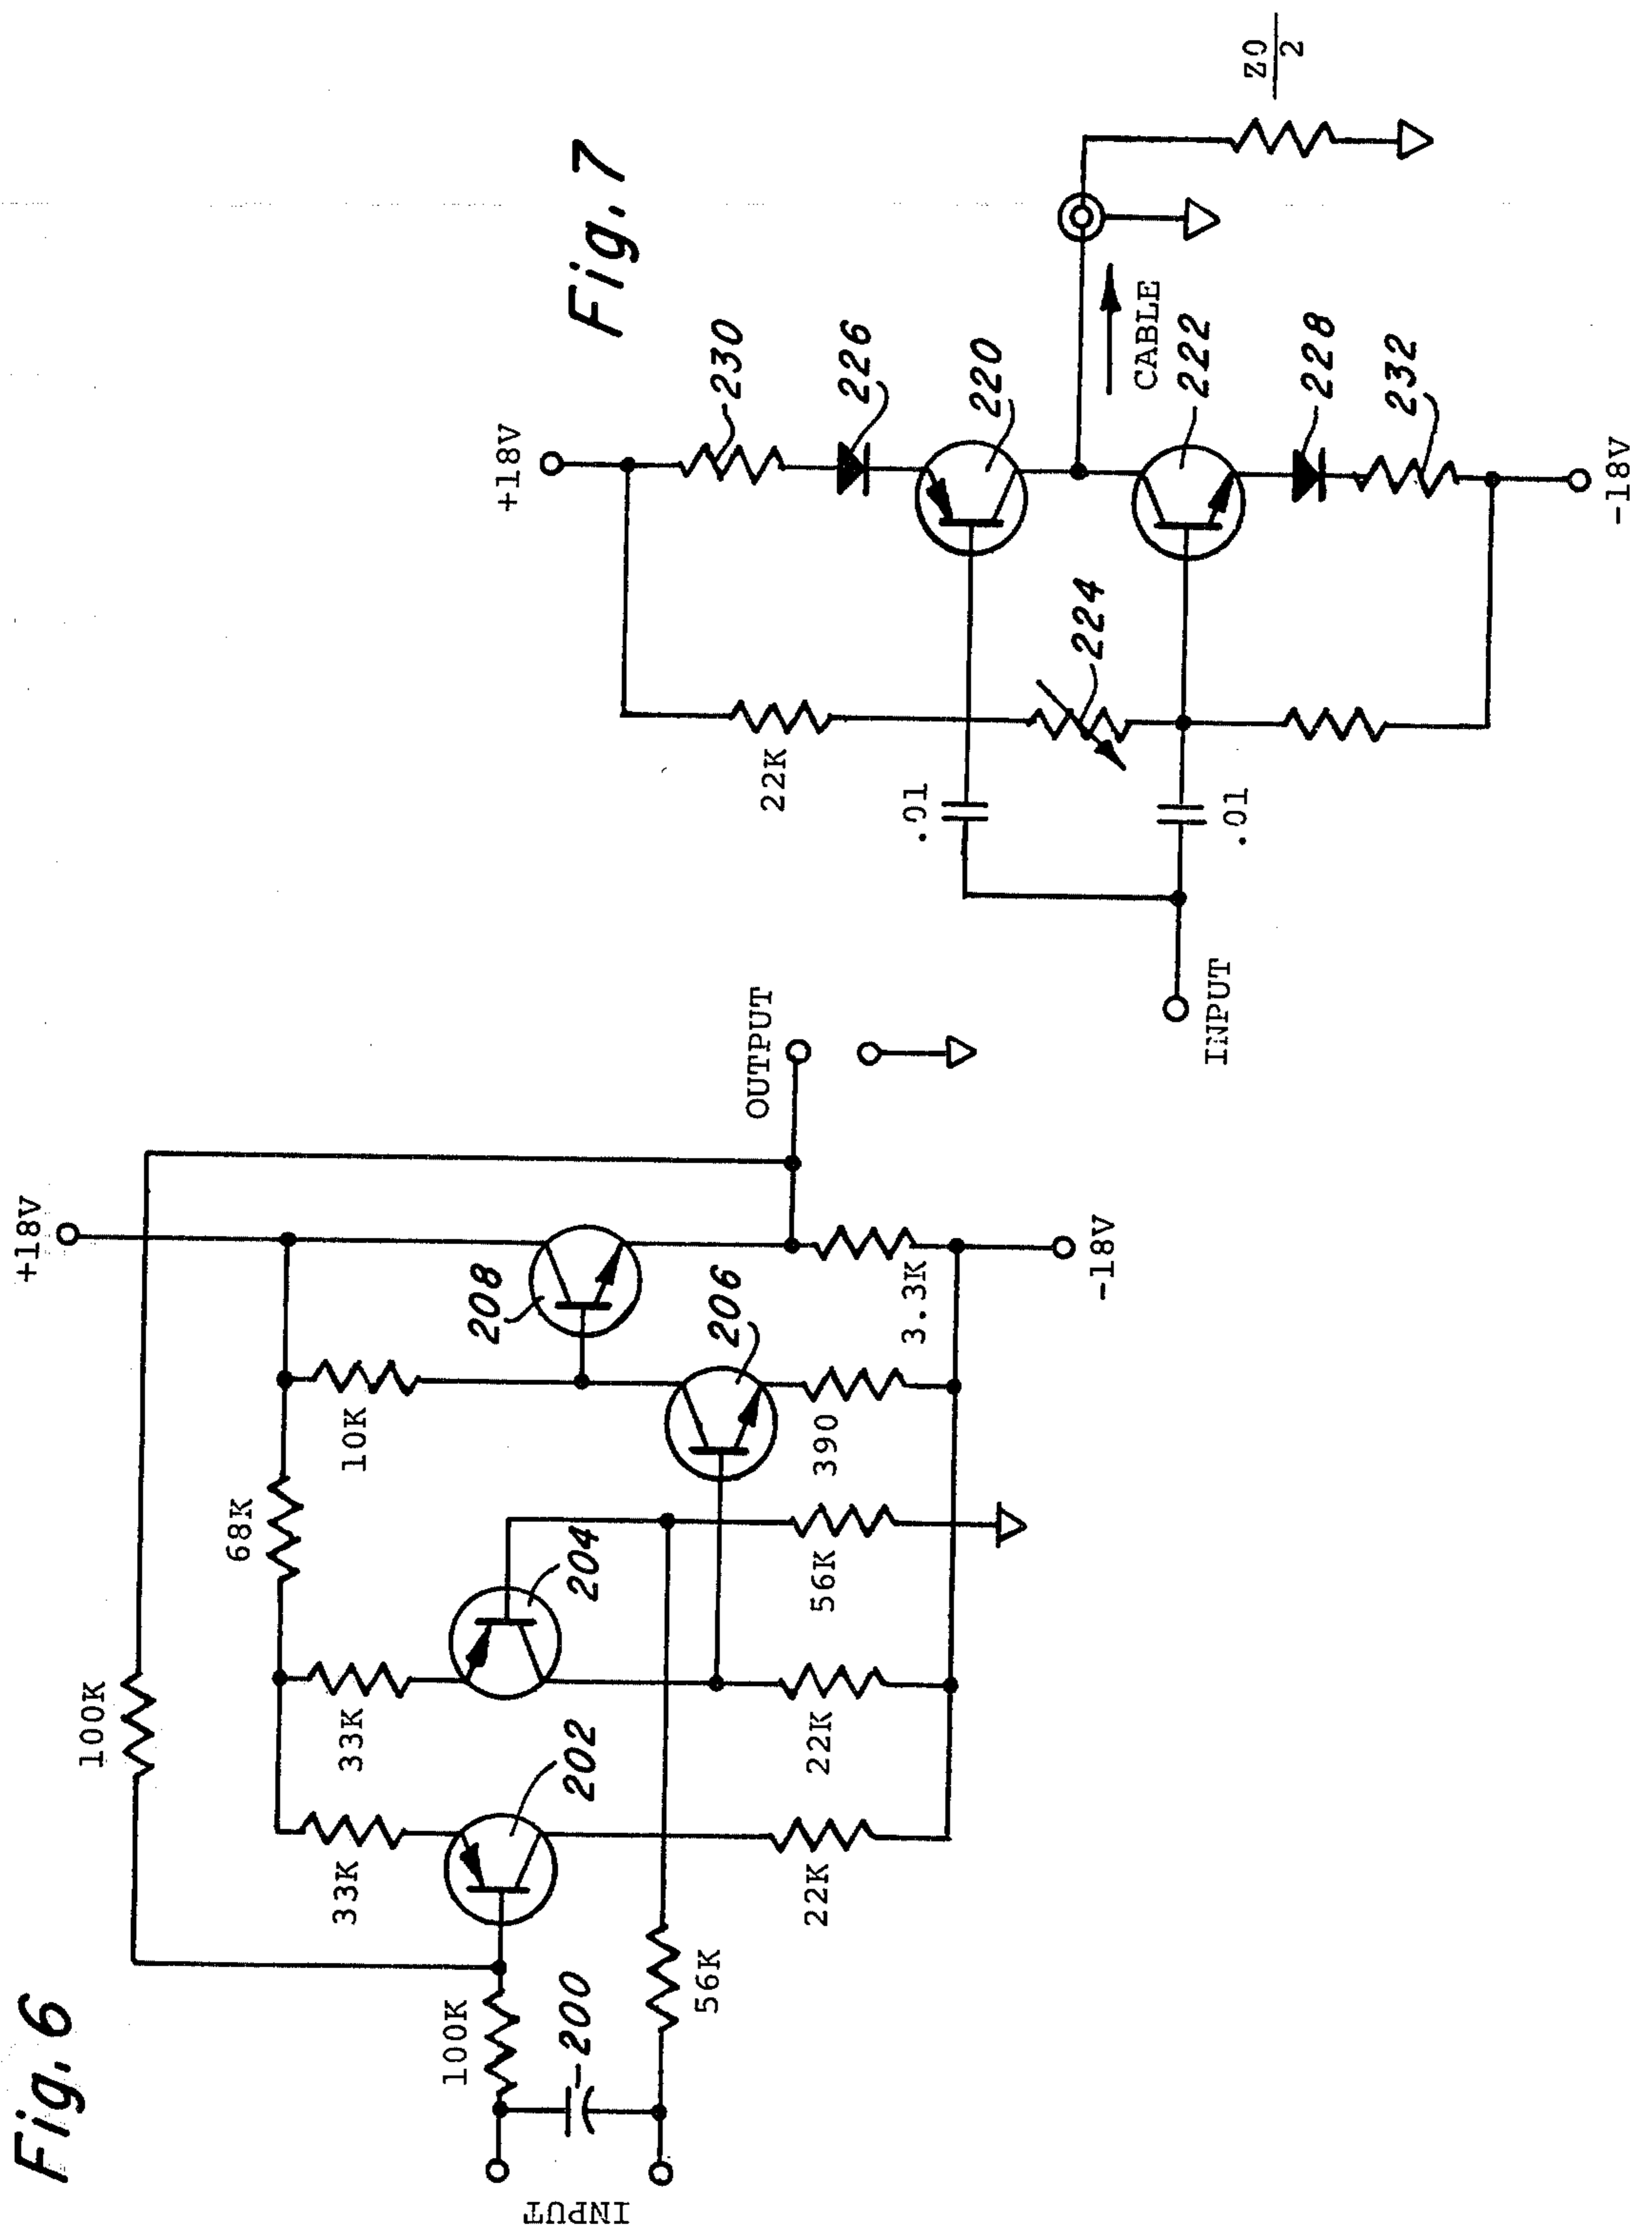 Fig. 6
+18V
100K
68K
10K
208
33K
33K
204
206
202
OUTPUT
100K
200
INPUT
56K
22K
22K
56K
390
3.3K
-18V
Fig. 7
+18V
230
226
22K
220
.01
224
CABLE
Z0
2
222
.01
INPUT
228
232
-18V